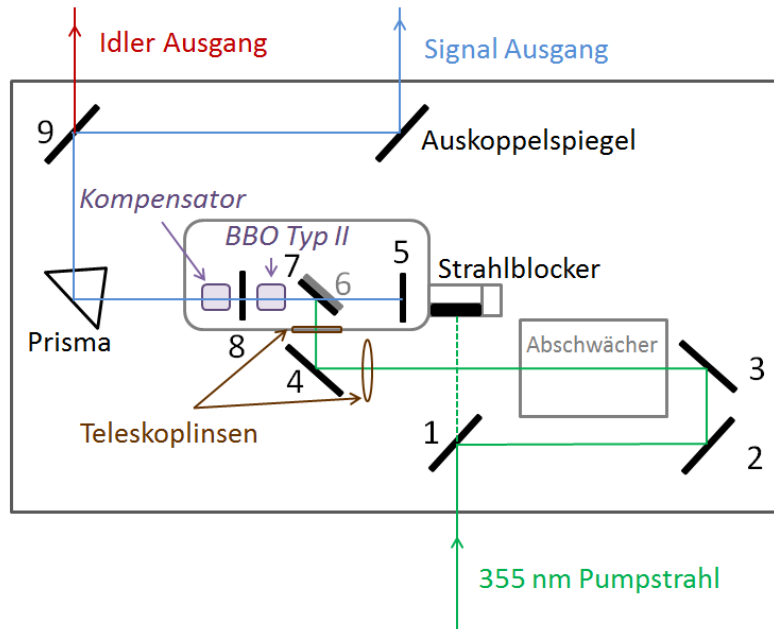 Idler Ausgang
Signal Ausgang
9
Auskoppelspiegel
Kompensator
BBO Typ II
7
6
5
Strahlblocker
Prisma
8
4
Abschwächer
3
Teleskoplinsen
1
2
355 nm Pumpstrahl